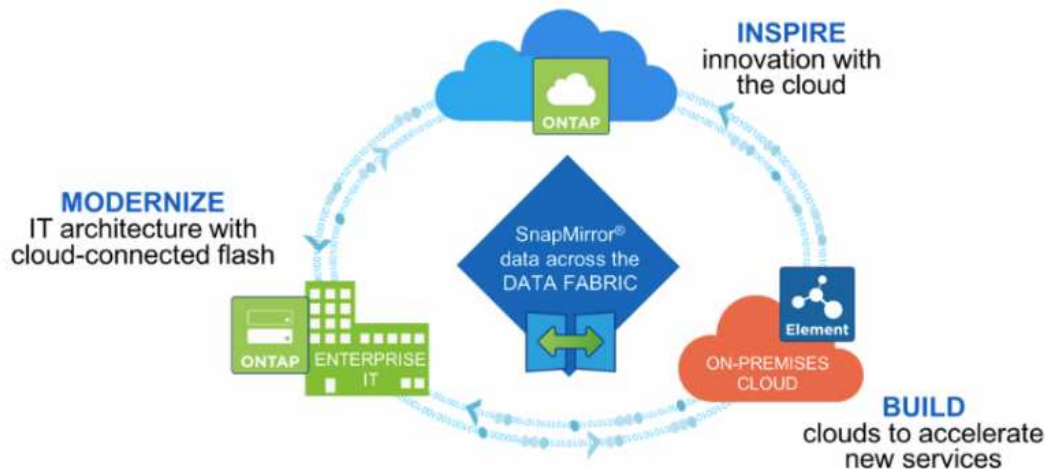 INSPIRE
innovation with
the cloud
ONTAP
MODERNIZE
IT architecture with
cloud-connected flash
SnapMirror®
data across the
DATA FABRIC
ONTAP
ENTERPRISE
IT
Element
ON-PREMISES
CLOUD
BUILD
clouds to accelerate
new services